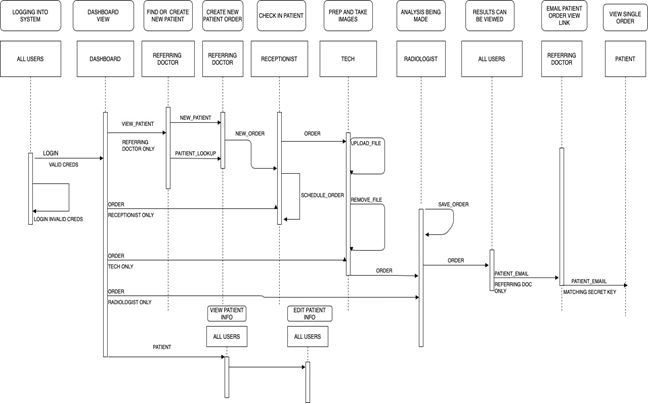 LOGGING INTO
SYSTEM
DASHBOARD
VIEW
FIND OR CREATE
NEW PATIENT
CREATE NEW
PATIENT ORDER
CHECK IN PATIENT
PREP AND TAKE
IMAGES
ANALYSIS BEING
MADE
RESULTS CAN
BE VIEWED
EMAIL PATIENT
ORDER VIEW
LINK
VIEW SINGLE
ORDER
ALL USERS
DASHBOARD
REFERRING
DOCTOR
REFERRING
DOCTOR
RECEPTIONIST
TECH
RADIOLOGIST
ALL USERS
REFERRING
DOCTOR
PATIENT
VIEW_PATIENT
REFERRING
DOCTOR ONLY
NEW_PATIENT
NEW_ORDER
ORDER
UPLOAD_FILE
LOGIN
VALID CREDS
PATIENT_LOOKUP
SCHEDULE_ORDER
REMOVE_FILE
SAVE_ORDER
ORDER
RECEPTIONIST ONLY
LOGIN INVALID CREDS
ORDER
TECH ONLY
ORDER
ORDER
PATIENT_EMAIL
REFERRING DOC
ONLY
PATIENT_EMAIL
MATCHING SECRET KEY
ORDER
RADIOLOGIST ONLY
VIEW PATIENT
INFO
EDIT PATIENT
INFO
ALL USERS
ALL USERS
PATIENT